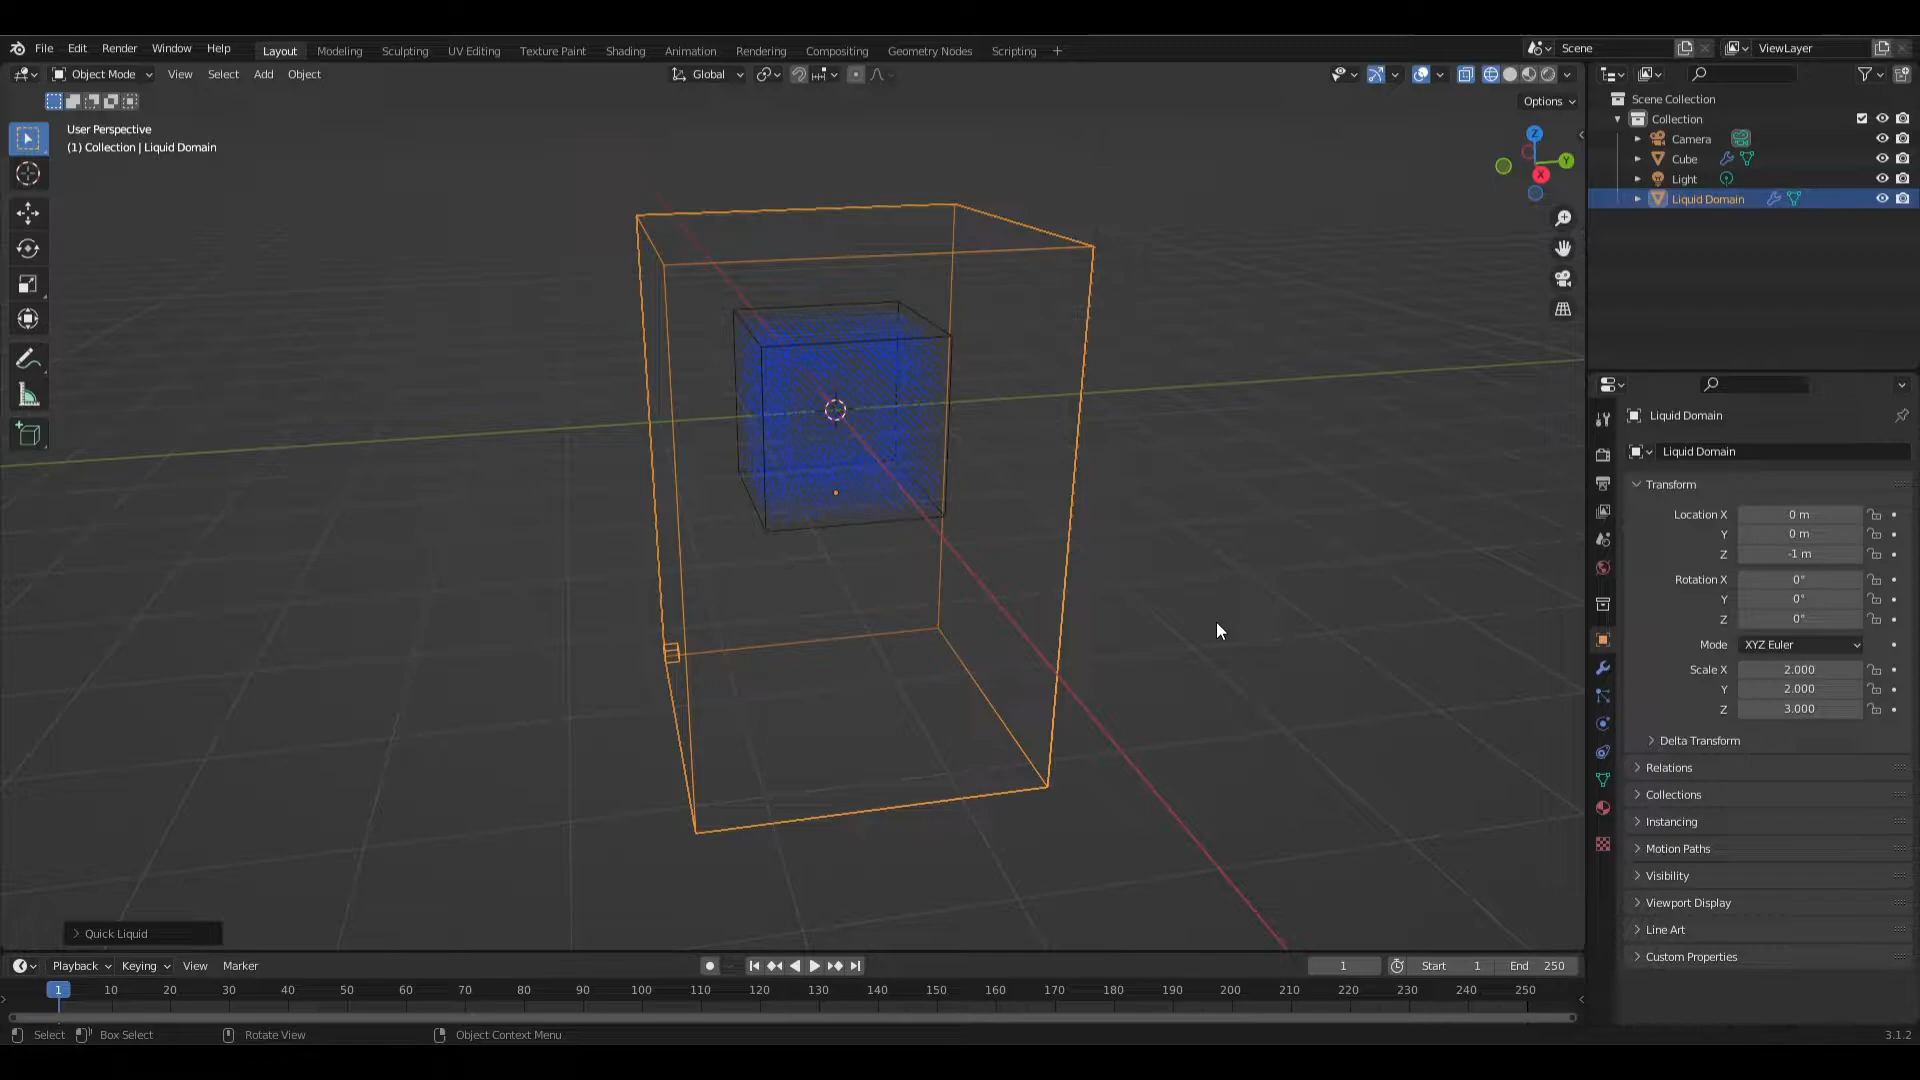 File Edit Render Window Help Layout Modeling Sculpting UV Editing Texture Paint Shading Animation Rendering Compositing Geometry Nodes Scripting + Scene ViewLayer
Object Mode View Select Add Object Global
Options
User Perspective
(1) Collection | Liquid Domain
Z
Y
X
Quick Liquid
Scene Collection
Collection
Camera
Cube
Light
Liquid Domain
Liquid Domain
Liquid Domain
Transform
Location X 0 m
Y 0 m
Z -1 m
Rotation X 0°
Y 0°
Z 0°
Mode XYZ Euler
Scale X 2.000
Y 2.000
Z 3.000
Delta Transform
Relations
Collections
Instancing
Motion Paths
Visibility
Viewport Display
Line Art
Custom Properties
Playback Keying View Marker 1 Start 1 End 250
1 10 20 30 40 50 60 70 80 90 100 110 120 130 140 150 160 170 180 190 200 210 220 230 240 250
Select Box Select Rotate View Object Context Menu 3.1.2